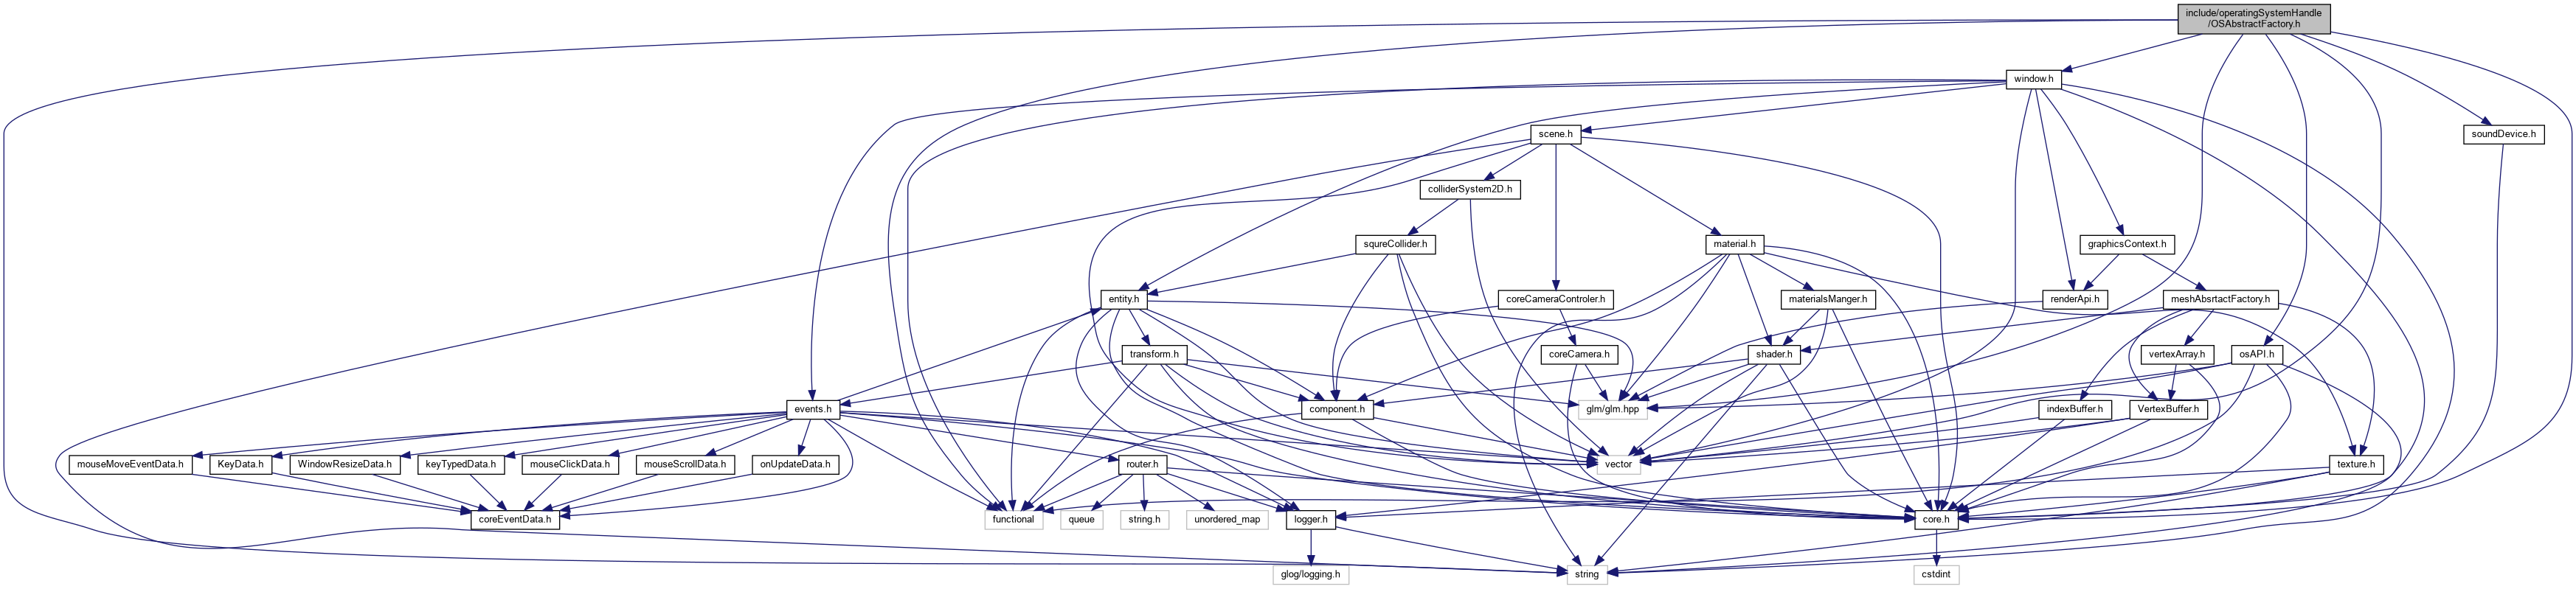 include/operatingSystemHandle
/OSAbstractFactory.h
window.h
scene.h
soundDevice.h
colliderSystem2D.h
squreCollider.h
material.h
graphicsContext.h
entity.h
coreCameraControler.h
materialsManger.h
renderApi.h
meshAbsrtactFactory.h
transform.h
coreCamera.h
shader.h
vertexArray.h
osAPI.h
events.h
component.h
glm/glm.hpp
indexBuffer.h
VertexBuffer.h
mouseMoveEventData.h
KeyData.h
WindowResizeData.h
keyTypedData.h
mouseClickData.h
mouseScrollData.h
onUpdateData.h
router.h
vector
texture.h
coreEventData.h
functional
queue
string.h
unordered_map
logger.h
core.h
glog/logging.h
string
cstdint